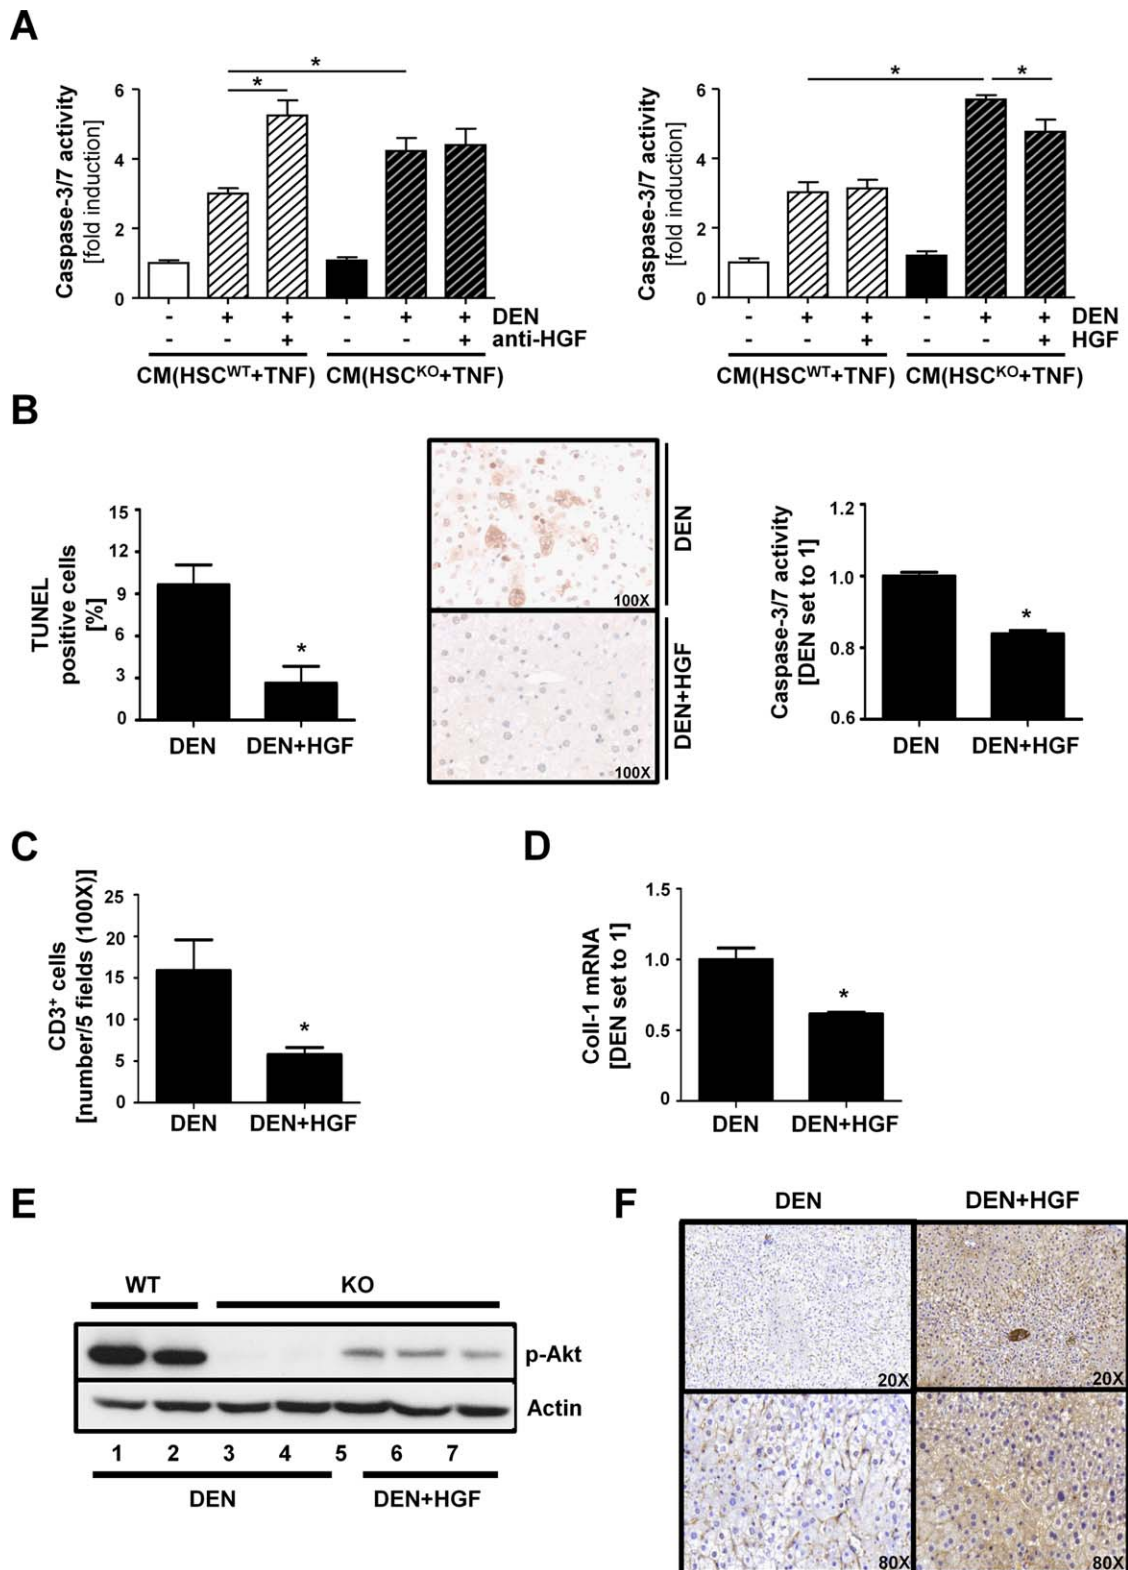 A
Caspase-3/7 activity
[fold induction]
6
4
2
0
*
*
- + + - + + DEN
- - + - - + anti-HGF
CM(HSCWT+TNF) CM(HSCKO+TNF)
Caspase-3/7 activity
[fold induction]
6
4
2
0
*
*
- + + - + + DEN
- - + - - + HGF
CM(HSCWT+TNF) CM(HSCKO+TNF)
B
TUNEL
positive cells
[%]
15
12
9
6
3
0
*
DEN DEN+HGF
100X
DEN
100X
DEN+HGF
Caspase-3/7 activity
[DEN set to 1]
1.2
1.0
0.8
0.6
*
DEN DEN+HGF
C
CD3+ cells
[number/5 fields (100X)]
25
20
15
10
5
0
*
DEN DEN+HGF
D
Coll-1 mRNA
[DEN set to 1]
1.5
1.0
0.5
0
*
DEN DEN+HGF
E
WT KO
p-Akt
Actin
1 2 3 4 5 6 7
DEN DEN+HGF
F
DEN DEN+HGF
20X 20X
80X 80X